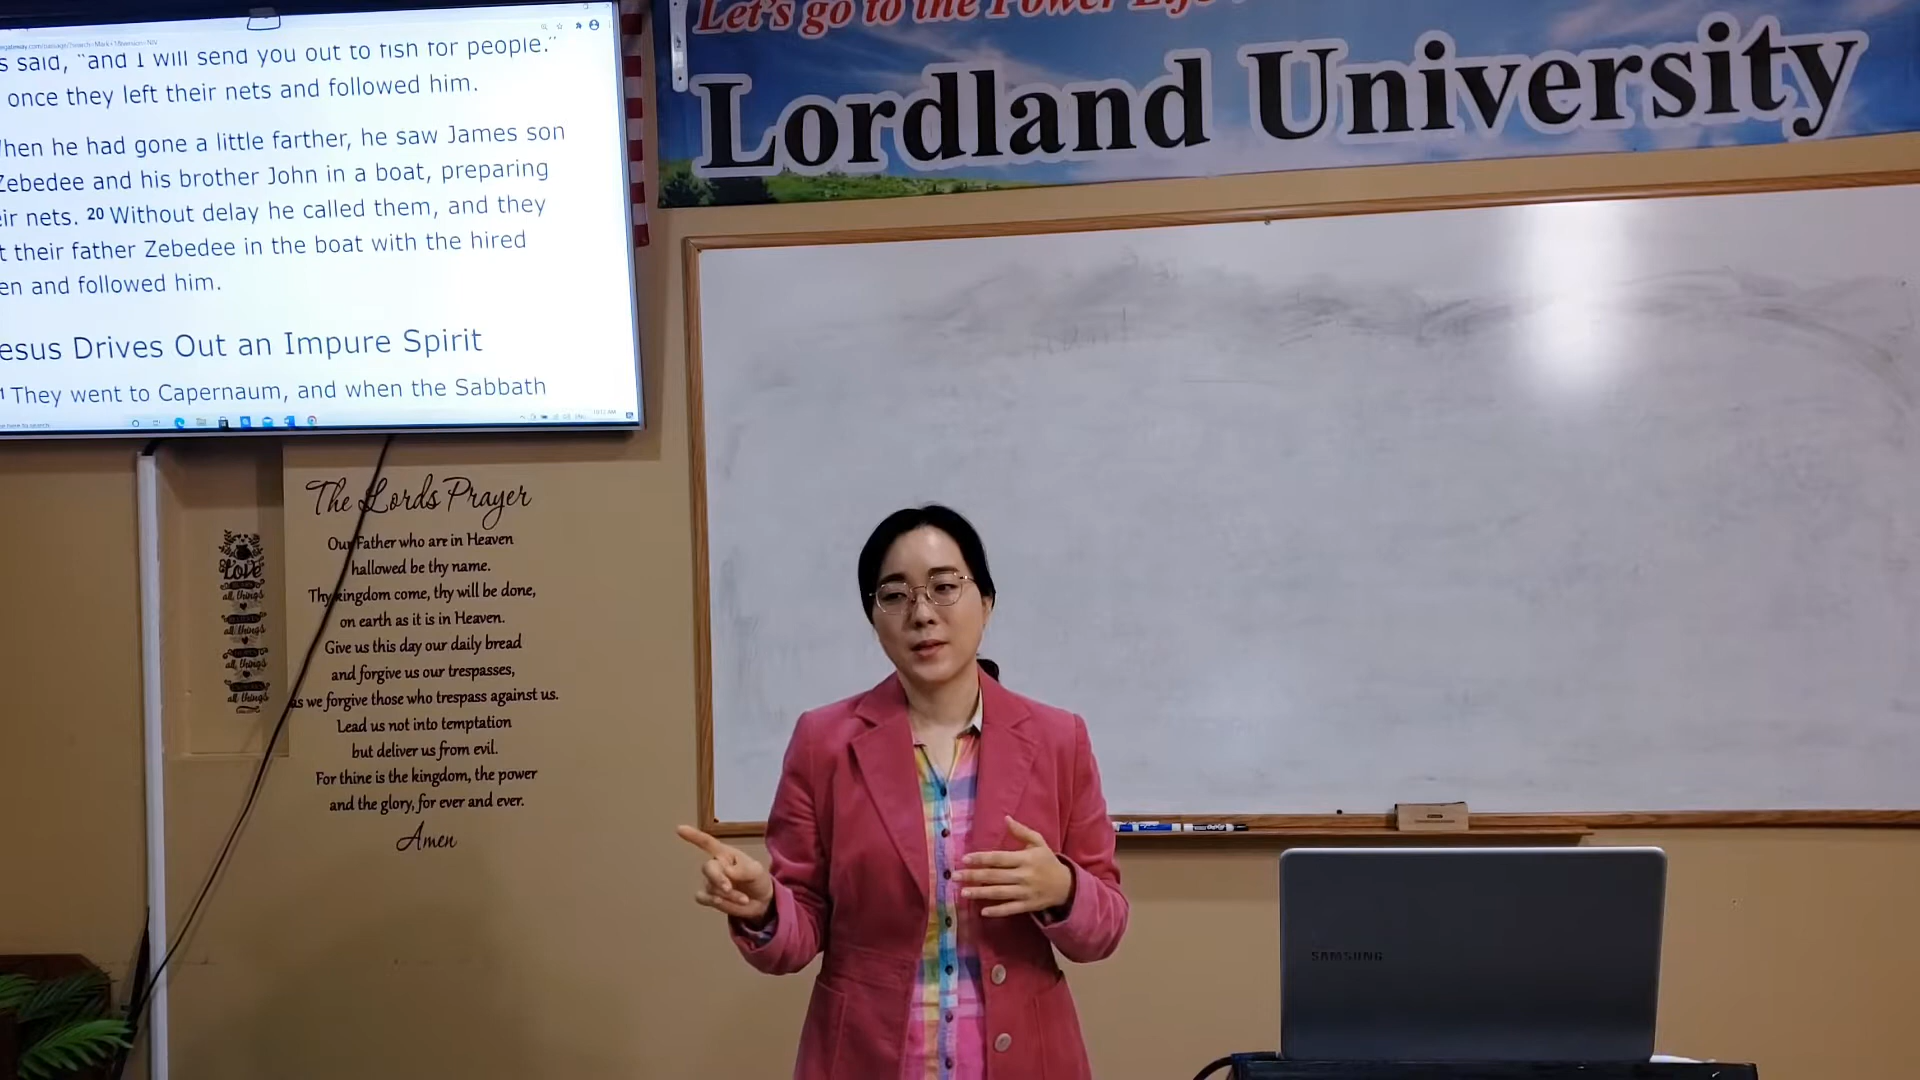 s said, "and I will send you out to fish for people."
once they left their nets and followed him.
hen he had gone a little farther, he saw James son
Zebedee and his brother John in a boat, preparing
eir nets. 20 Without delay he called them, and they
t their father Zebedee in the boat with the hired
en and followed him.
esus Drives Out an Impure Spirit
They went to Capernaum, and when the Sabbath
Let's go to the Power Life
Lordland University
The Lords Prayer
Our Father who are in Heaven
hallowed be thy name.
Thy kingdom come, thy will be done,
on earth as it is in Heaven.
Give us this day our daily bread
and forgive us our trespasses,
as we forgive those who trespass against us.
Lead us not into temptation
but deliver us from evil.
For thine is the kingdom, the power
and the glory, for ever and ever.
Amen
Love
all things
all things
all things
all things
SAMSUNG